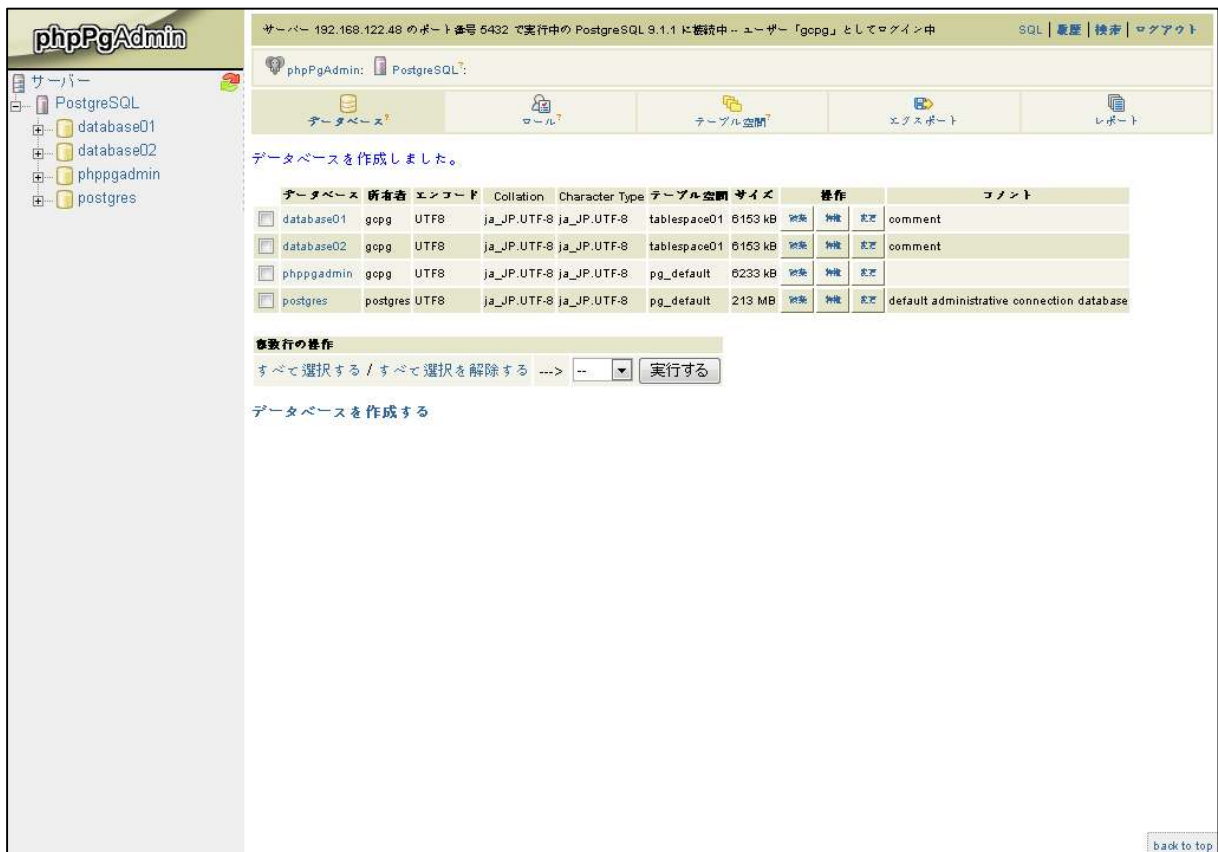 phpPgAdmin
サーバー
PostgreSQL
database01
database02
phppgadmin
postgres
サーバー 192.168.122.48 のポート番号 5432 で実行中の PostgreSQL 9.1.1 に接続中 -- ユーザー「gcpg」としてログイン中
SQL | 履歴 | 検索 | ログアウト
phpPgAdmin: PostgreSQL?:
データベース? ロール? テーブル空間? エクスポート レポート
データベースを作成しました。
データベース 所有者 エンコード Collation Character Type テーブル空間 サイズ 操作 コメント
database01 gcpg UTF8 ja_JP.UTF-8 ja_JP.UTF-8 tablespace01 6153 kB 破棄 特権 変更 comment
database02 gcpg UTF8 ja_JP.UTF-8 ja_JP.UTF-8 tablespace01 6153 kB 破棄 特権 変更 comment
phppgadmin gcpg UTF8 ja_JP.UTF-8 ja_JP.UTF-8 pg_default 6233 kB 破棄 特権 変更
postgres postgres UTF8 ja_JP.UTF-8 ja_JP.UTF-8 pg_default 213 MB 破棄 特権 変更 default administrative connection database
複数行の操作
すべて選択する / すべて選択を解除する ---> -- 実行する
データベースを作成する
back to top